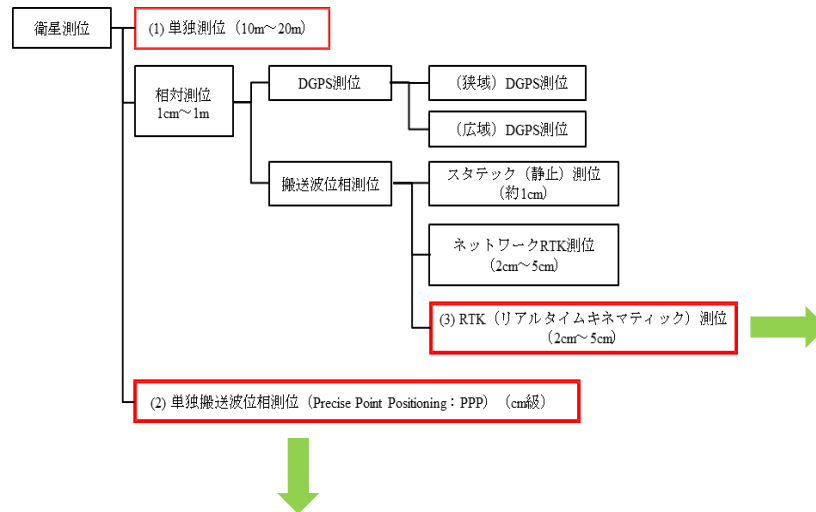 衛星測位
(1) 単独測位（10m～20m）
相対測位
1cm～1m
DGPS測位
（狭域）DGPS測位
（広域）DGPS測位
搬送波位相測位
スタテック（静止）測位
（約1cm）
ネットワークRTK測位
（2cm～5cm）
(3) RTK（リアルタイムキネマティック）測位
（2cm～5cm）
(2) 単独搬送波位相測位（Precise Point Positioning：PPP）（cm級）